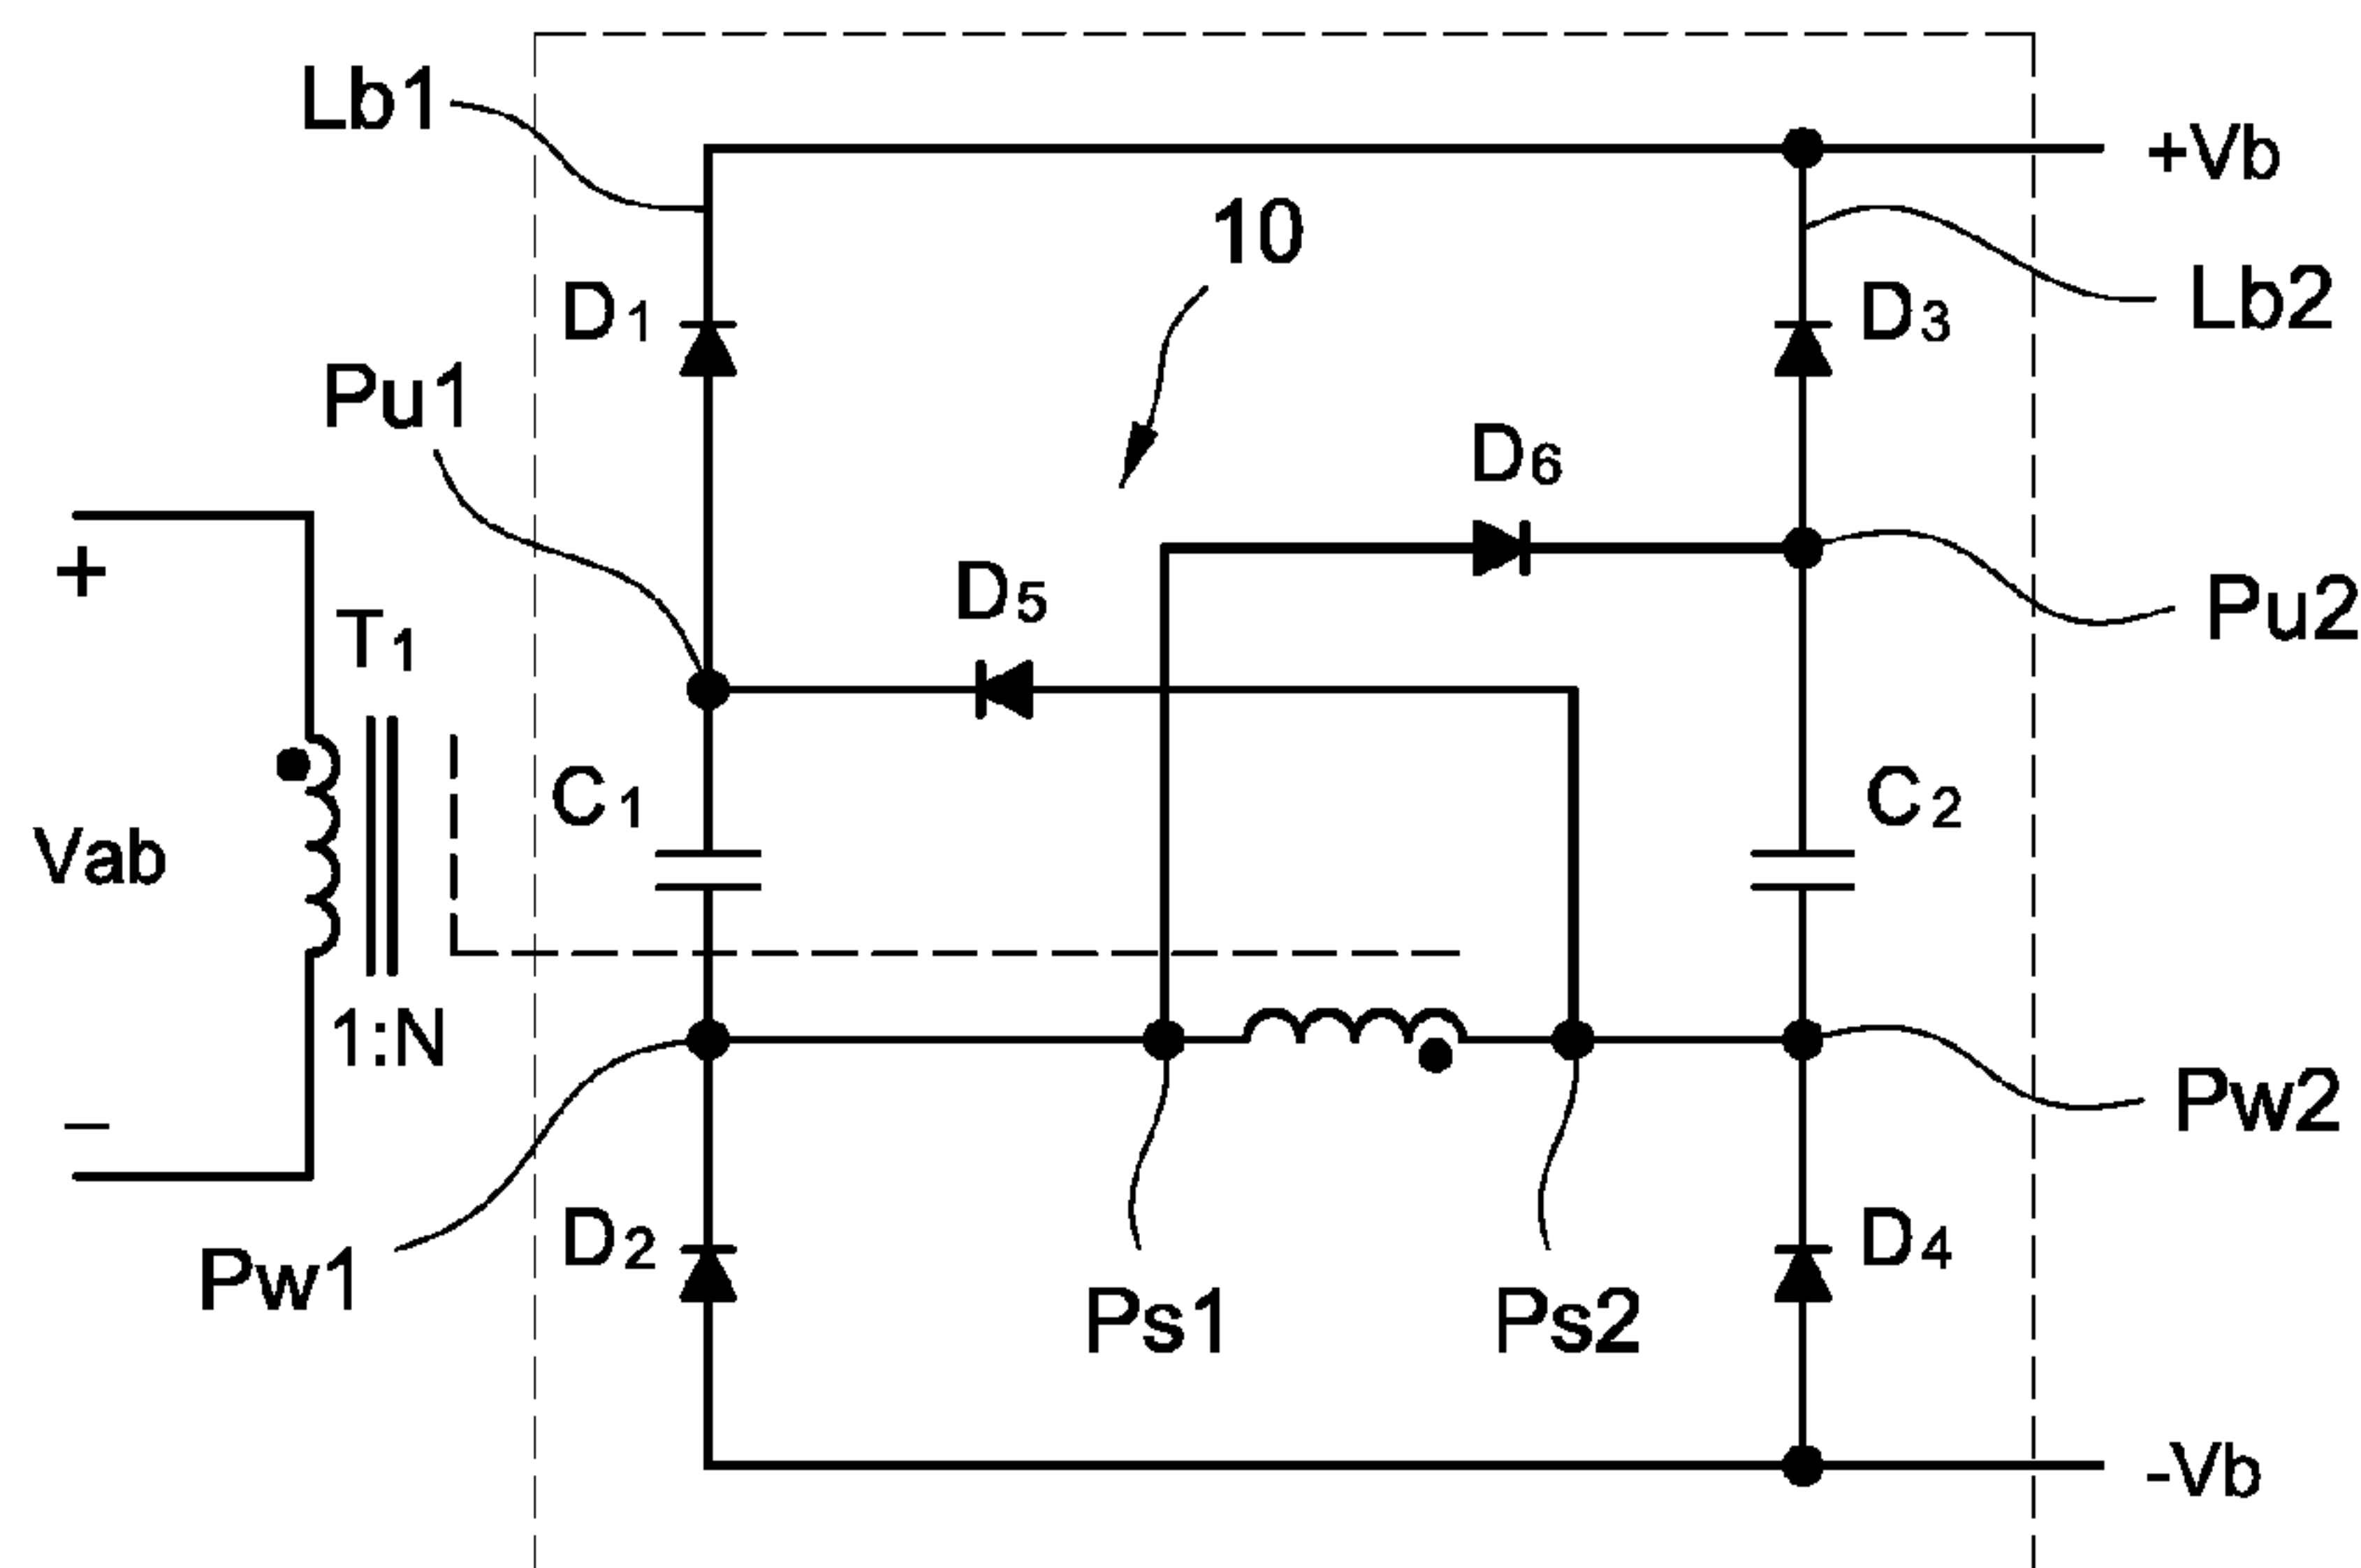 Lb1
+Vb
10
Lb2
D1
D3
Pu1
D6
+
D5
Pu2
T1
C1
C2
Vab
1:N
Pw2
–
D2
D4
Pw1
Ps1
Ps2
-Vb